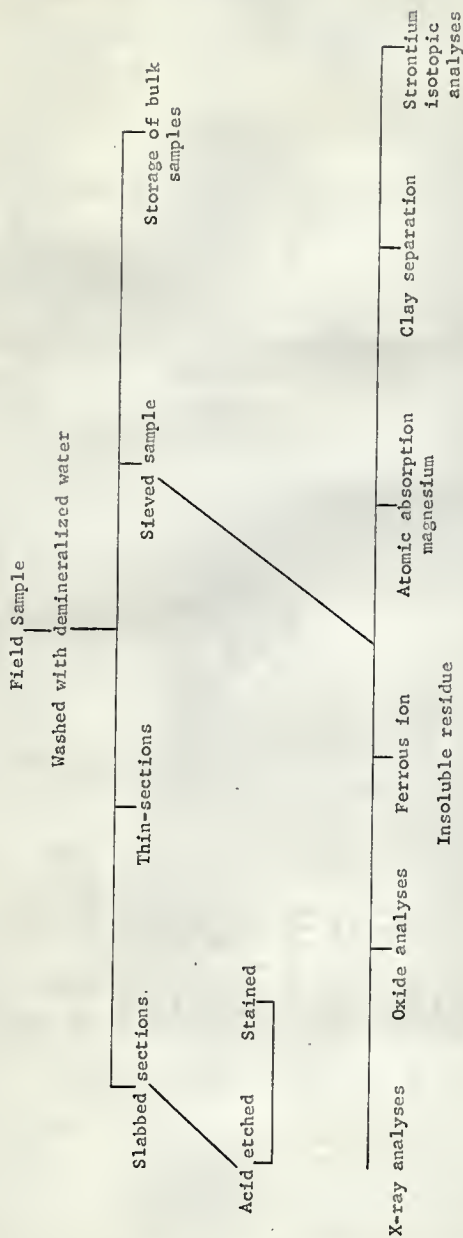 Field Sample
Washed with demineralized water
Slabbed sections.
Thin-sections
Sieved sample
Storage of bulk
samples
Acid etched
Stained
X-ray analyses
Oxide analyses
Ferrous ion
Insoluble residue
Atomic absorption
magnesium
Clay separation
Strontium
isotopic
analyses